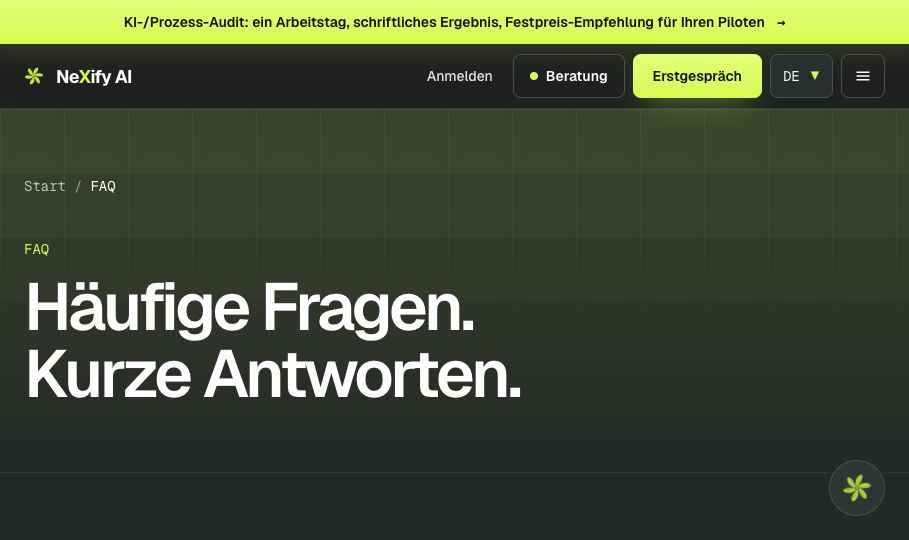 KI-/Prozess-Audit: ein Arbeitstag, schriftliches Ergebnis, Festpreis-Empfehlung für Ihren Piloten →
NeXify AI
Anmelden
Beratung
Erstgespräch
DE ▼
Start / FAQ
FAQ
Häufige Fragen.
Kurze Antworten.